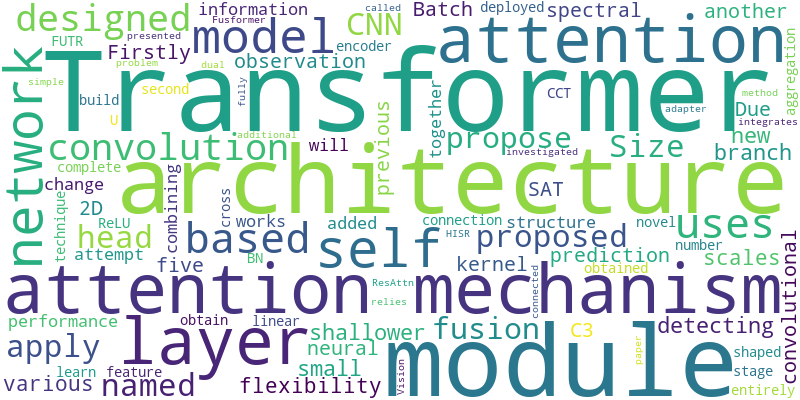 designed information Fusformer called Batch deployed spectral another
FUTR presented model CNN encoder attention
Firstly observation
Transformer
network problem dual simple
build second fully CCT adapter method aggregation
U together Due integrates
convolution additional will previous propose Size new
complete architecture investigated branch
change 2D combining cross SAT
technique ReLU works added connection structure novel uses
head based self proposed HISR number
attempt five BN kernel prediction obtained scales
attention mechanism
ResAttn relies connected convolutional
performance obtain linear shallower fusion C3 detecting
apply layer neural module paper shaped
learn feature small stage
various named flexibility Vision entirely